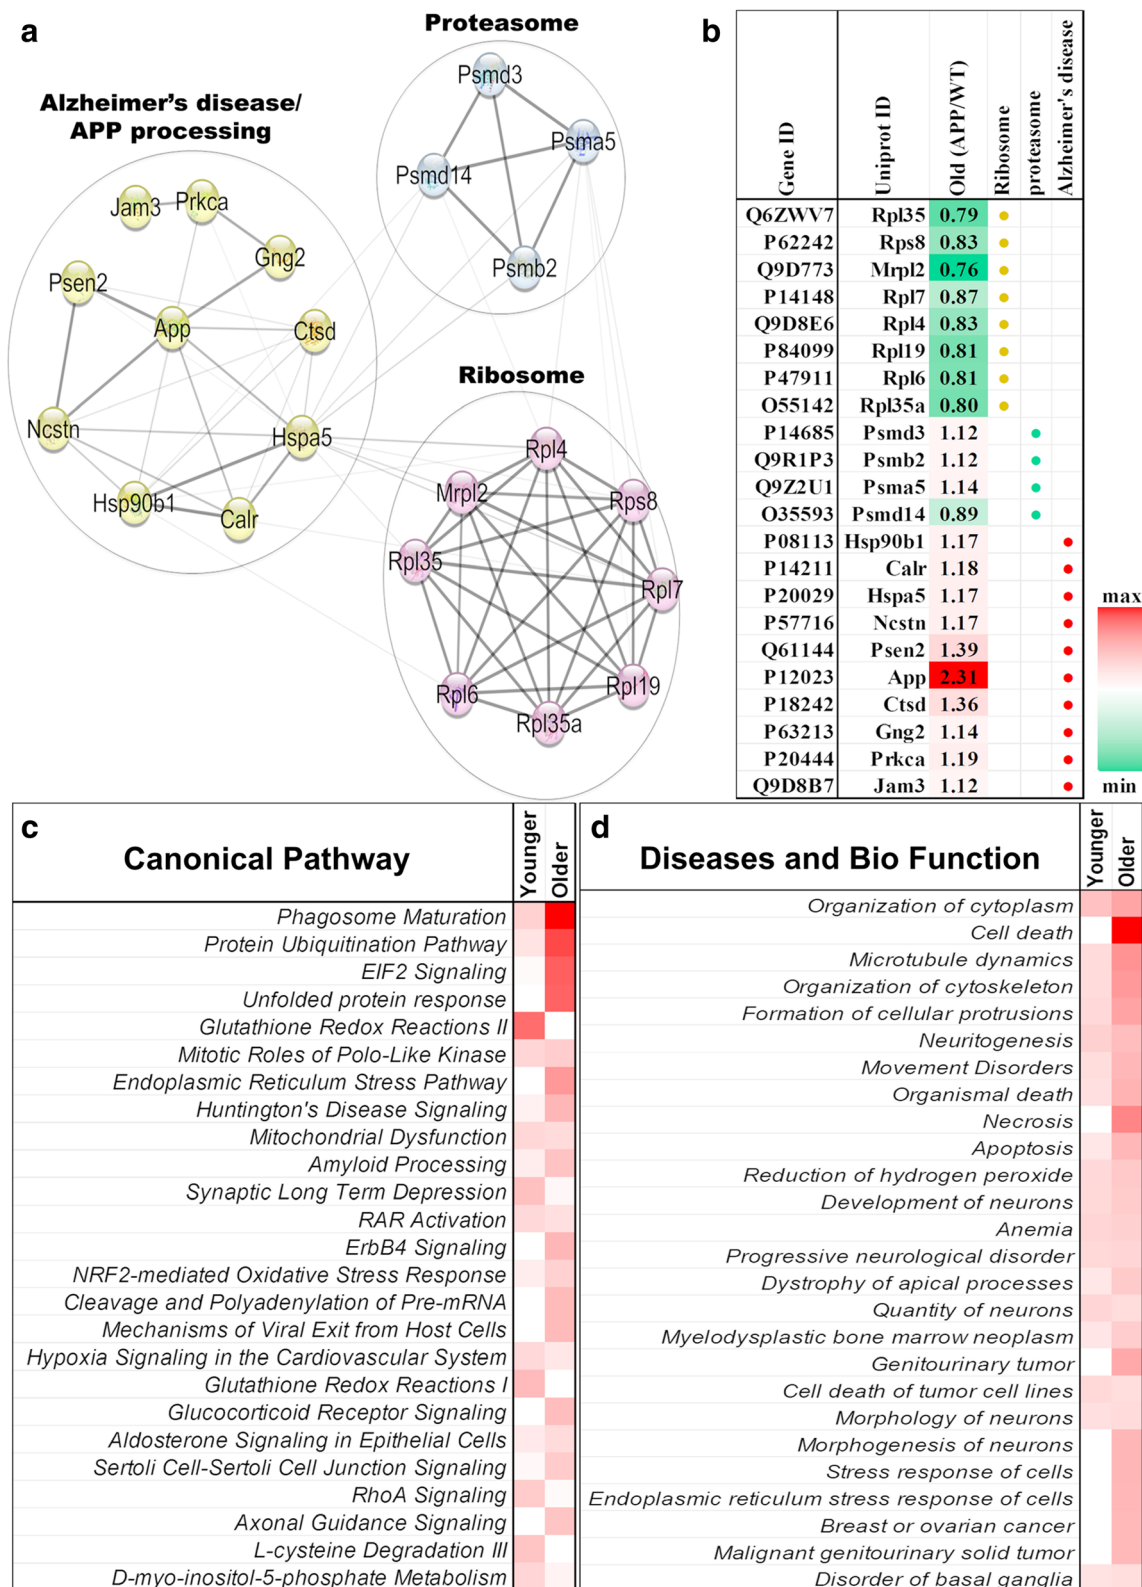 a
Proteasome
Psmd3
Psma5
Psmd14
Psmb2
Alzheimer's disease/
APP processing
Jam3
Prkca
Gng2
Psen2
App
Ctsd
Ncstn
Hspa5
Hsp90b1
Calr
Ribosome
Rpl4
Mrpl2
Rps8
Rpl35
Rpl7
Rpl6
Rpl19
Rpl35a
b
Gene ID Uniprot ID Old (APP/WT) Ribosome proteasome Alzheimer's disease
Q6ZWV7 Rpl35 0.79
P62242 Rps8 0.83
Q9D773 Mrpl2 0.76
P14148 Rpl7 0.87
Q9D8E6 Rpl4 0.83
P84099 Rpl19 0.81
P47911 Rpl6 0.81
O55142 Rpl35a 0.80
P14685 Psmd3 1.12
Q9R1P3 Psmb2 1.12
Q9Z2U1 Psma5 1.14
O35593 Psmd14 0.89
P08113 Hsp90b1 1.17
P14211 Calr 1.18
P20029 Hspa5 1.17
P57716 Ncstn 1.17
Q61144 Psen2 1.39
P12023 App 2.31
P18242 Ctsd 1.36
P63213 Gng2 1.14
P20444 Prkca 1.19
Q9D8B7 Jam3 1.12
max
min
c
Canonical Pathway Younger Older
Phagosome Maturation
Protein Ubiquitination Pathway
EIF2 Signaling
Unfolded protein response
Glutathione Redox Reactions II
Mitotic Roles of Polo-Like Kinase
Endoplasmic Reticulum Stress Pathway
Huntington's Disease Signaling
Mitochondrial Dysfunction
Amyloid Processing
Synaptic Long Term Depression
RAR Activation
ErbB4 Signaling
NRF2-mediated Oxidative Stress Response
Cleavage and Polyadenylation of Pre-mRNA
Mechanisms of Viral Exit from Host Cells
Hypoxia Signaling in the Cardiovascular System
Glutathione Redox Reactions I
Glucocorticoid Receptor Signaling
Aldosterone Signaling in Epithelial Cells
Sertoli Cell-Sertoli Cell Junction Signaling
RhoA Signaling
Axonal Guidance Signaling
L-cysteine Degradation III
D-myo-inositol-5-phosphate Metabolism
d
Diseases and Bio Function Younger Older
Organization of cytoplasm
Cell death
Microtubule dynamics
Organization of cytoskeleton
Formation of cellular protrusions
Neuritogenesis
Movement Disorders
Organismal death
Necrosis
Apoptosis
Reduction of hydrogen peroxide
Development of neurons
Anemia
Progressive neurological disorder
Dystrophy of apical processes
Quantity of neurons
Myelodysplastic bone marrow neoplasm
Genitourinary tumor
Cell death of tumor cell lines
Morphology of neurons
Morphogenesis of neurons
Stress response of cells
Endoplasmic reticulum stress response of cells
Breast or ovarian cancer
Malignant genitourinary solid tumor
Disorder of basal ganglia